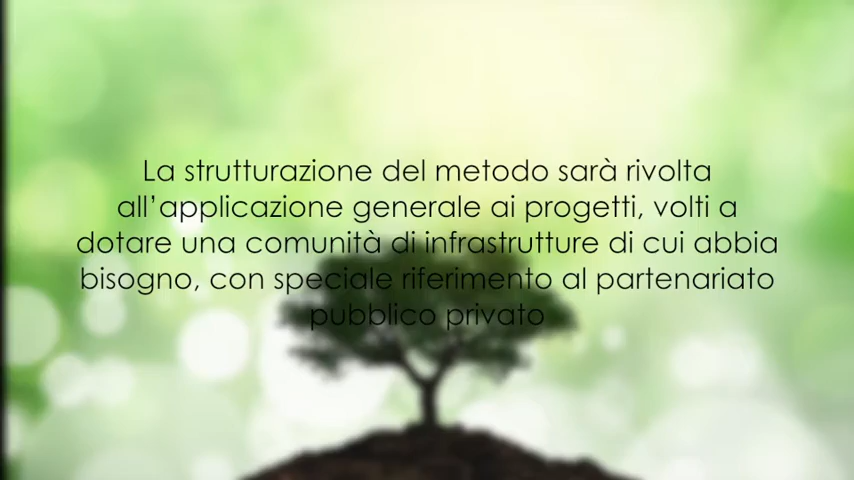 La strutturazione del metodo sarà rivolta
all’applicazione generale ai progetti, volti a
dotare una comunità di infrastrutture di cui abbia
bisogno, con speciale riferimento al partenariato
pubblico privato